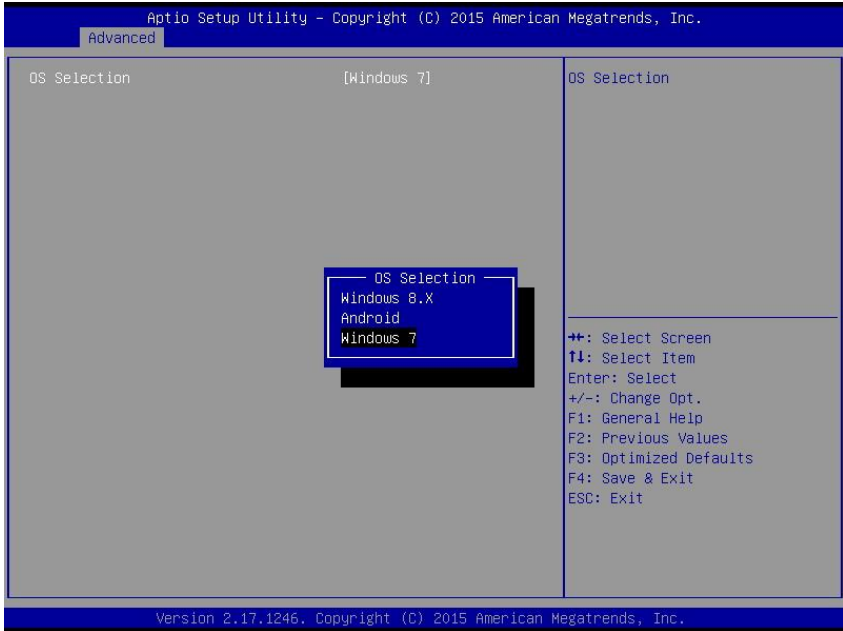 Aptio Setup Utility – Copyright (C) 2015 American Megatrends, Inc.
Advanced
OS Selection [Windows 7]
OS Selection
OS Selection
Windows 8.X
Android
Windows 7
→←: Select Screen
↑↓: Select Item
Enter: Select
+/-: Change Opt.
F1: General Help
F2: Previous Values
F3: Optimized Defaults
F4: Save & Exit
ESC: Exit
Version 2.17.1246. Copyright (C) 2015 American Megatrends, Inc.